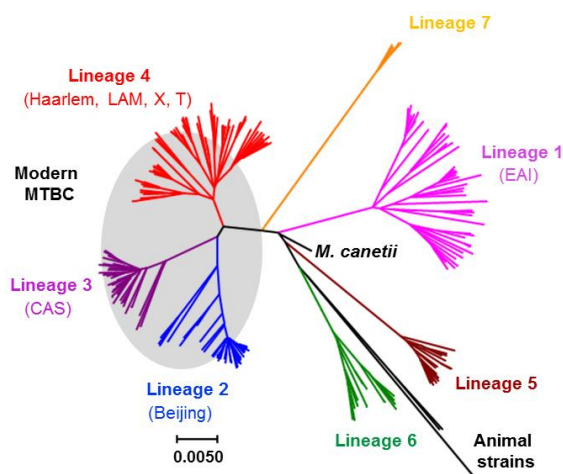 Lineage 7
Lineage 4
(Haarlem, LAM, X, T)
Lineage 1
(EAI)
Modern
MTBC
M. canetii
Lineage 3
(CAS)
Lineage 2
(Beijing)
Lineage 5
Lineage 6
Animal
strains
0.0050